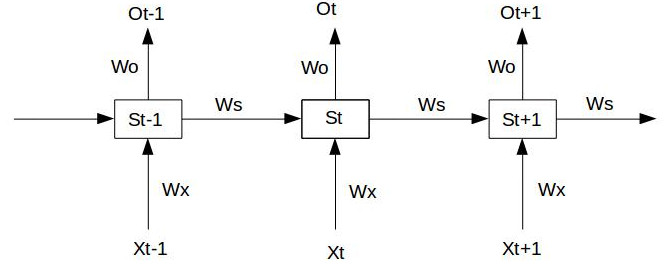 Ot-1 Ot Ot+1
Wo Wo Wo
Ws Ws Ws
St-1 St St+1
Wx Wx Wx
Xt-1 Xt Xt+1